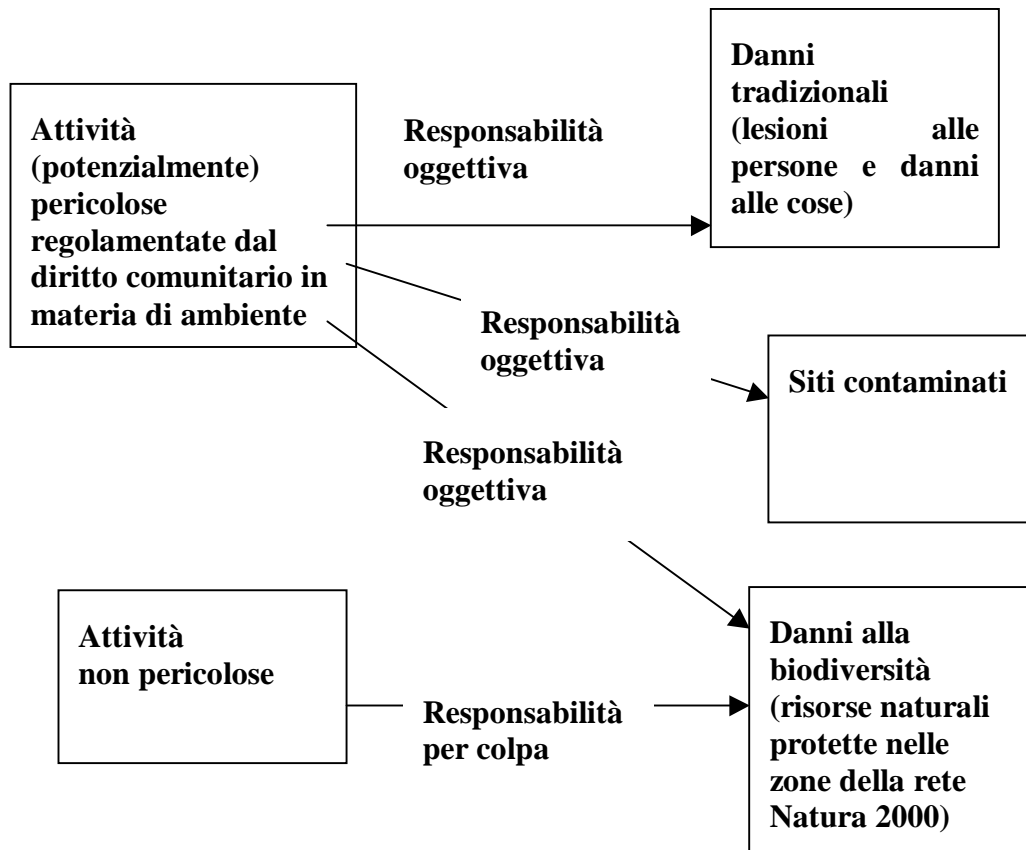 Danni
tradizionali
(lesioni alle
persone e danni
alle cose)
Attività
(potenzialmente)
pericolose
regolamentate dal
diritto comunitario in
materia di ambiente
Responsabilità
oggettiva
Responsabilità
oggettiva
Siti contaminati
Responsabilità
oggettiva
Attività
non pericolose
Responsabilità
per colpa
Danni alla
biodiversità
(risorse naturali
protette nelle
zone della rete
Natura 2000)